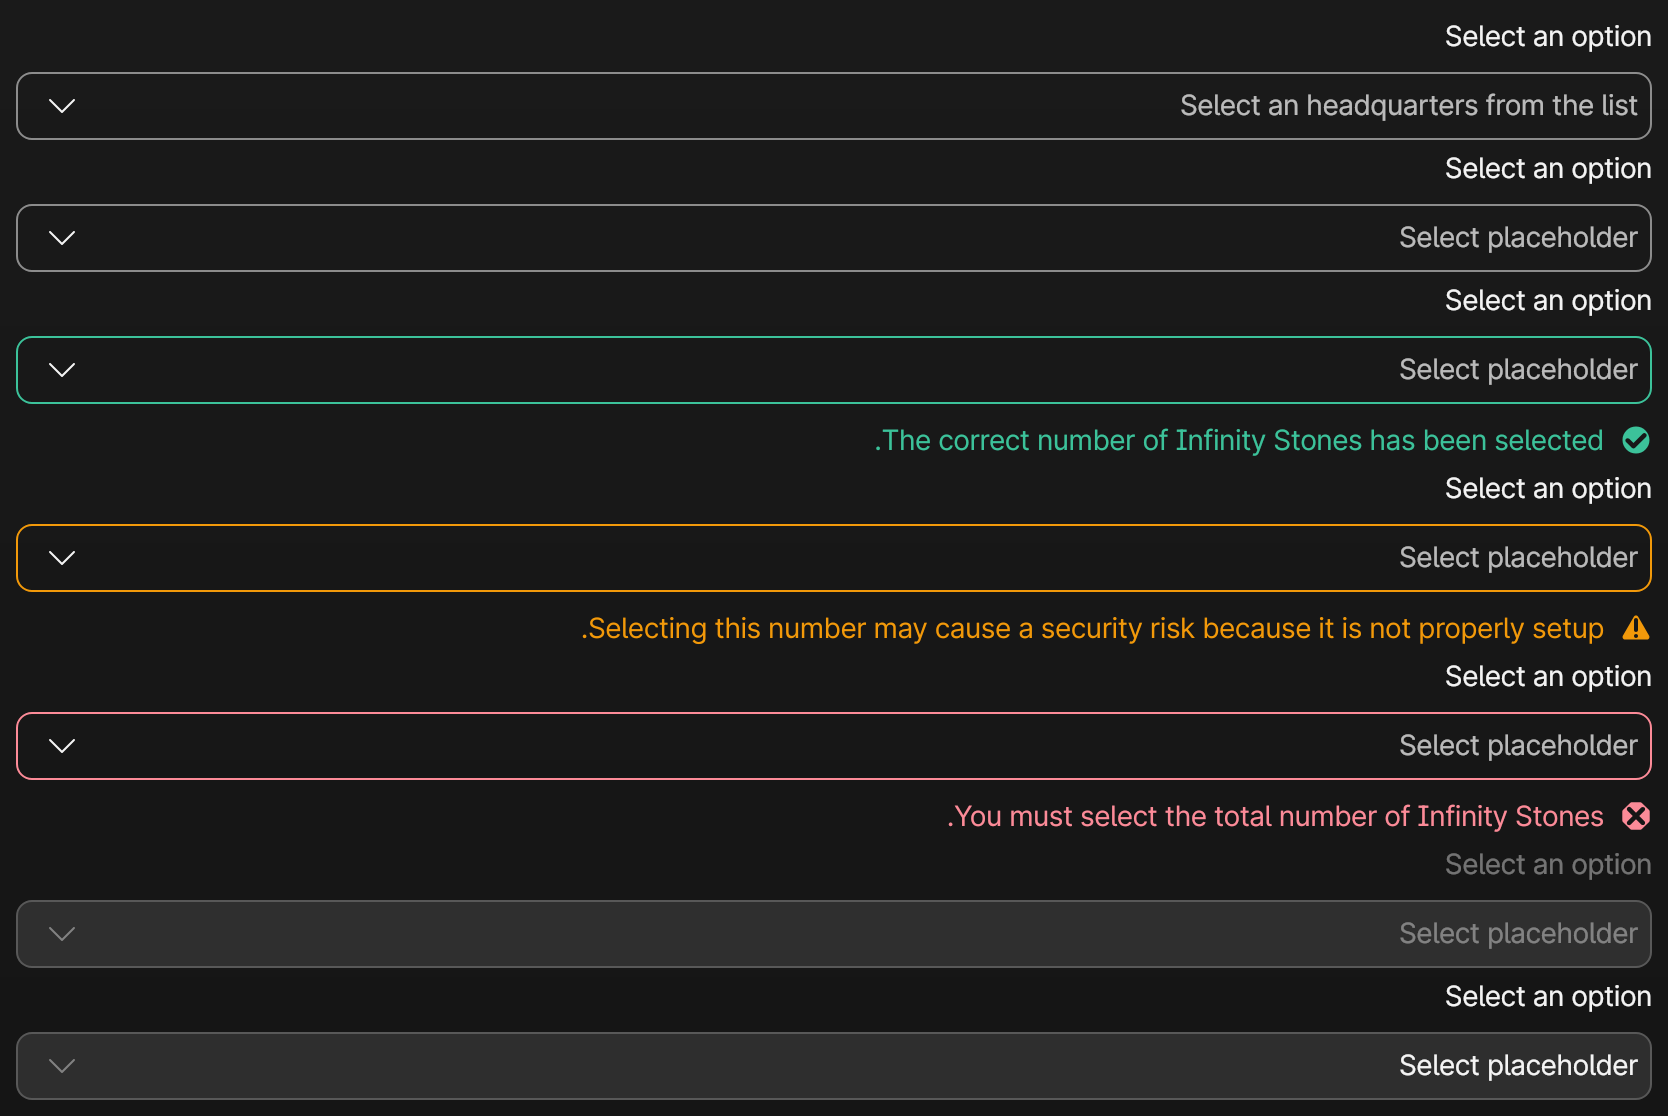 Select an option
Select an headquarters from the list
Select an option
Select placeholder
Select an option
Select placeholder
.The correct number of Infinity Stones has been selected
Select an option
Select placeholder
.Selecting this number may cause a security risk because it is not properly setup
Select an option
Select placeholder
.You must select the total number of Infinity Stones
Select an option
Select placeholder
Select an option
Select placeholder